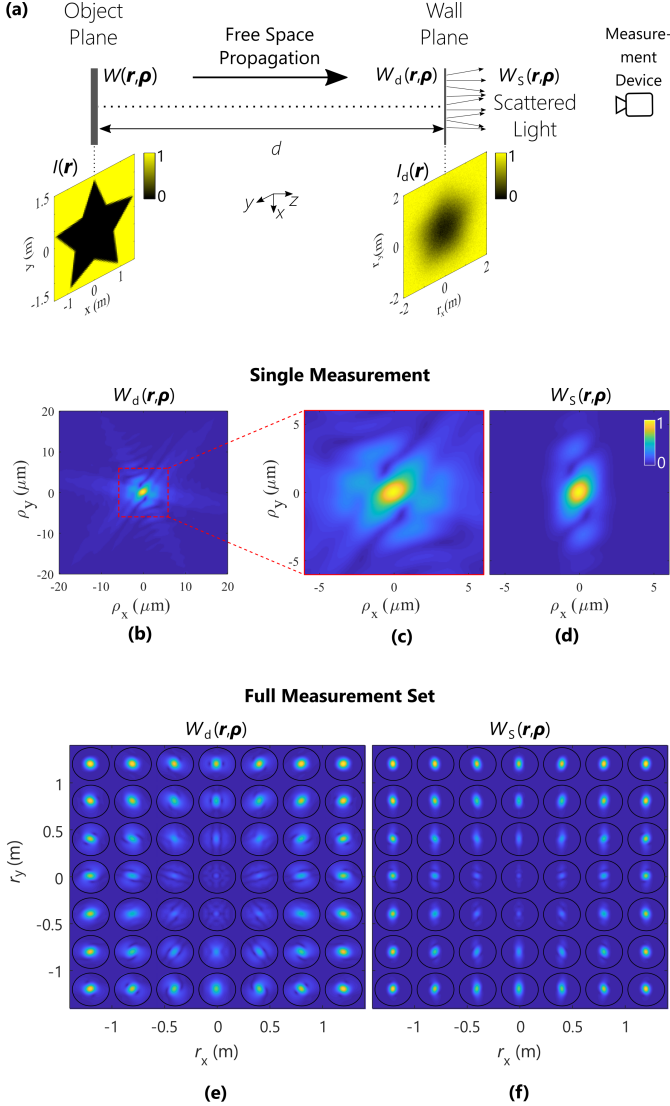 (a)
Object
Plane
W(r,ρ)
Free Space
Propagation
Wall
Plane
W_d(r,ρ)
W_S(r,ρ)
Scattered
Light
Measure-
ment
Device
d
I(r)
1
0
1.5
0
-1.5
y (m)
-1
0
1
x (m)
y
x
z
I_d(r)
1
0
2
0
-2
r_y(m)
-2
0
2
r_x(m)
Single Measurement
W_d(r,ρ)
W_S(r,ρ)
20
10
0
-10
-20
ρ_y (μm)
-20 -10 0 10 20
ρ_x (μm)
(b)
5
0
-5
ρ_y (μm)
-5 0 5
ρ_x (μm)
(c)
1
0
-5 0 5
ρ_x (μm)
(d)
Full Measurement Set
W_d(r,ρ)
W_S(r,ρ)
1
0.5
0
-0.5
-1
r_y (m)
-1 -0.5 0 0.5 1
r_x (m)
(e)
-1 -0.5 0 0.5 1
r_x (m)
(f)